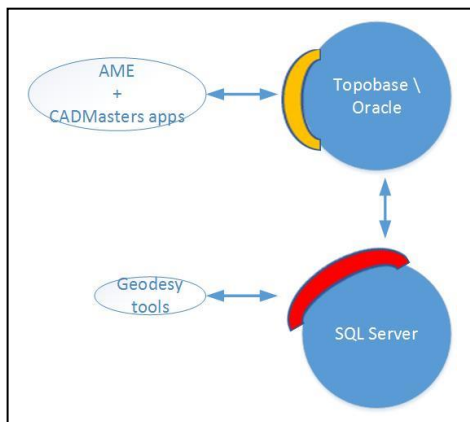 AME
+
CADMasters apps
Topobase \
Oracle
Geodesy
tools
SQL Server